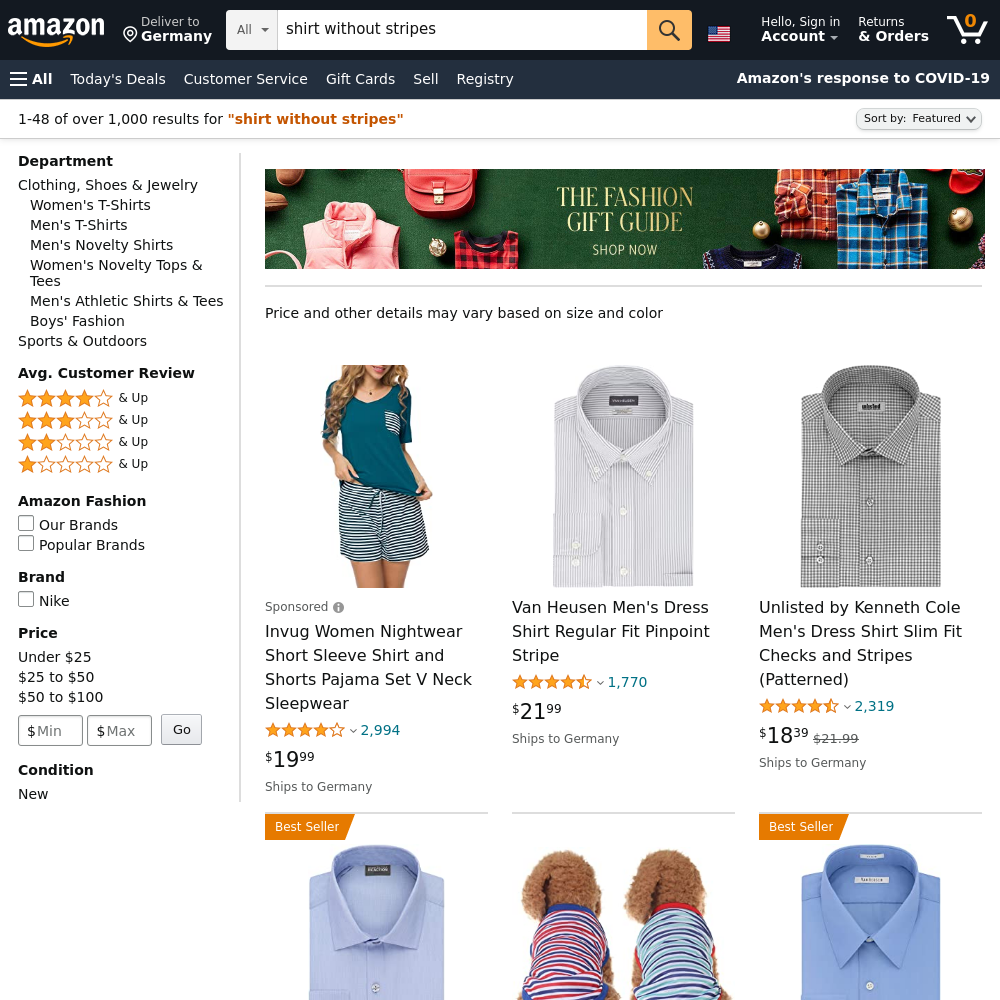 amazon
Deliver to
Germany
All
shirt without stripes
Hello, Sign in
Account
Returns
& Orders
0
All
Today's Deals
Customer Service
Gift Cards
Sell
Registry
Amazon's response to COVID-19
1-48 of over 1,000 results for "shirt without stripes"
Sort by: Featured
Department
Clothing, Shoes & Jewelry
Women's T-Shirts
Men's T-Shirts
Men's Novelty Shirts
Women's Novelty Tops &
Tees
Men's Athletic Shirts & Tees
Boys' Fashion
Sports & Outdoors
Avg. Customer Review
& Up
& Up
& Up
& Up
Amazon Fashion
Our Brands
Popular Brands
Brand
Nike
Price
Under $25
$25 to $50
$50 to $100
$ Min
$ Max
Go
Condition
New
THE FASHION
GIFT GUIDE
SHOP NOW
Price and other details may vary based on size and color
Sponsored
Invug Women Nightwear
Short Sleeve Shirt and
Shorts Pajama Set V Neck
Sleepwear
2,994
$19.99
Ships to Germany
Van Heusen Men's Dress
Shirt Regular Fit Pinpoint
Stripe
1,770
$21.99
Ships to Germany
unlisted
Unlisted by Kenneth Cole
Men's Dress Shirt Slim Fit
Checks and Stripes
(Patterned)
2,319
$18.39 $21.99
Ships to Germany
Best Seller
REACTION
Best Seller